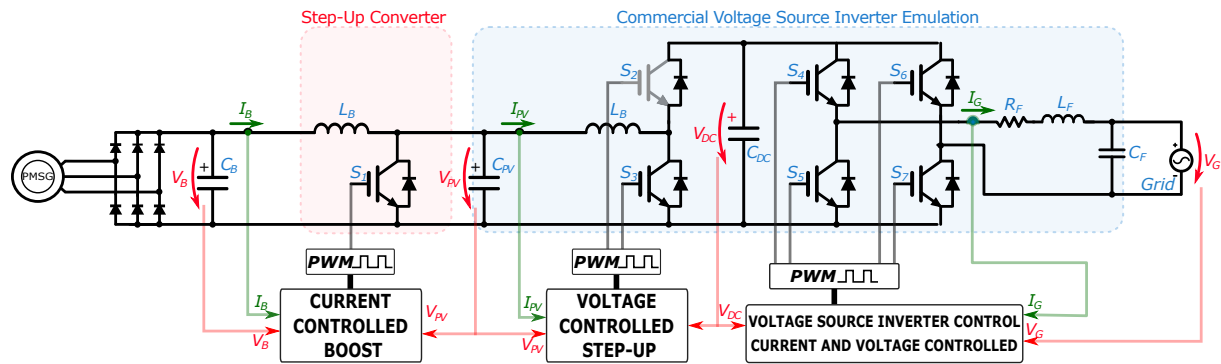 Step-Up Converter
Commercial Voltage Source Inverter Emulation
PMSG
V_B
+
C_B
I_B
L_B
S_1
V_PV
+
C_PV
I_PV
L_B
S_2
S_3
V_DC
+
C_DC
S_4
S_5
S_6
S_7
I_G
R_F
L_F
C_F
+
-
Grid
V_G
PWM
PWM
PWM
I_B
V_B
CURRENT
CONTROLLED
BOOST
V_PV
I_PV
V_PV
VOLTAGE
CONTROLLED
STEP-UP
V_DC
VOLTAGE SOURCE INVERTER CONTROL
CURRENT AND VOLTAGE CONTROLLED
I_G
V_G